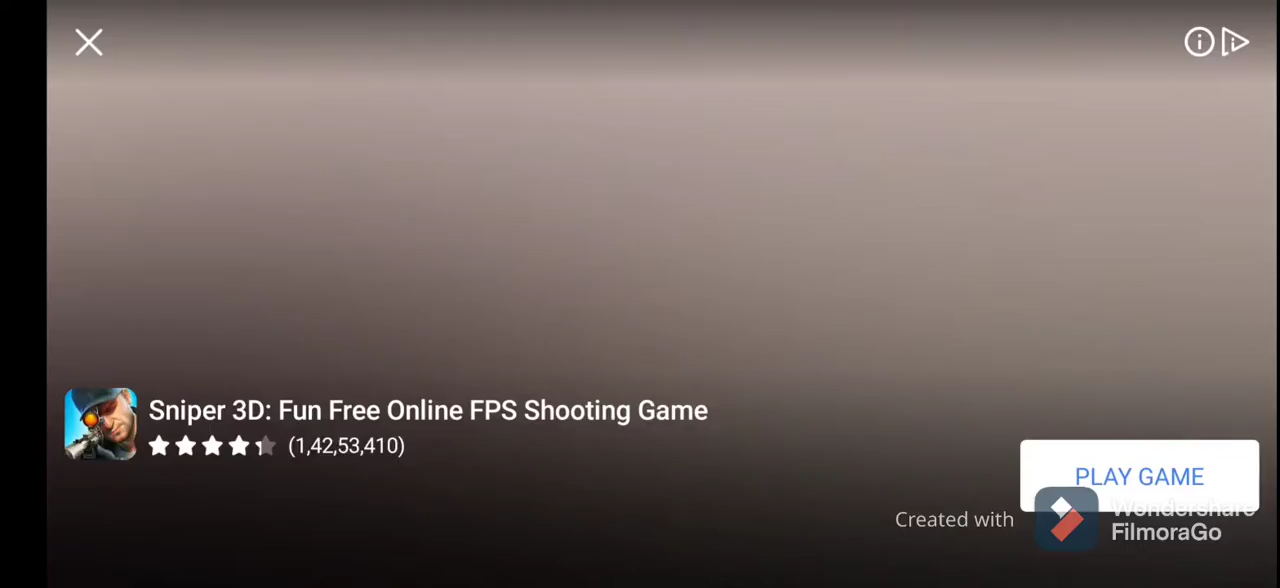 Sniper 3D: Fun Free Online FPS Shooting Game
(1,42,53,410)
PLAY GAME
Created with
Wondershare
FilmoraGo